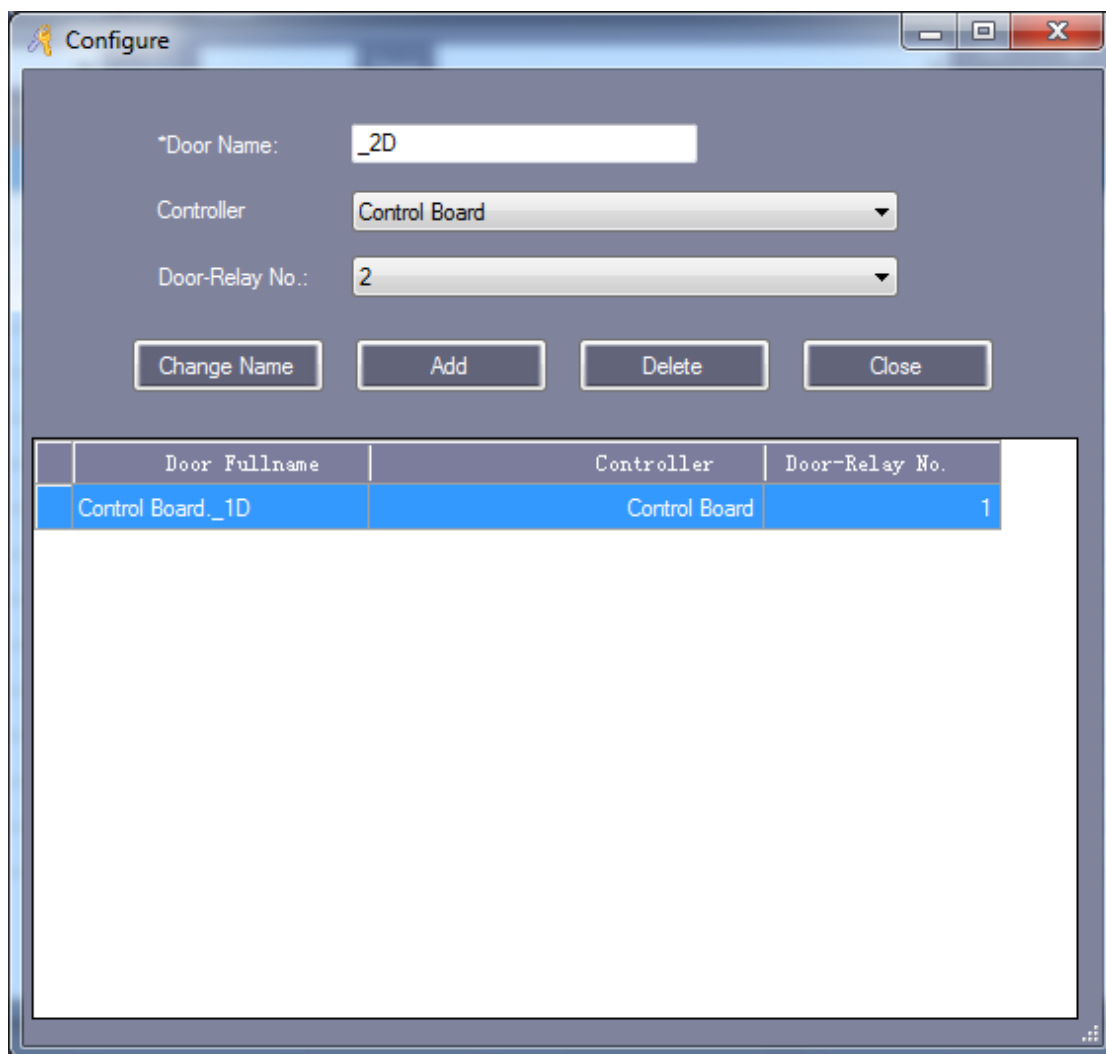 Configure
*Door Name: _2D
Controller Control Board
Door-Relay No.: 2
Change Name Add Delete Close
Door Fullname Controller Door-Relay No.
Control Board._1D Control Board 1